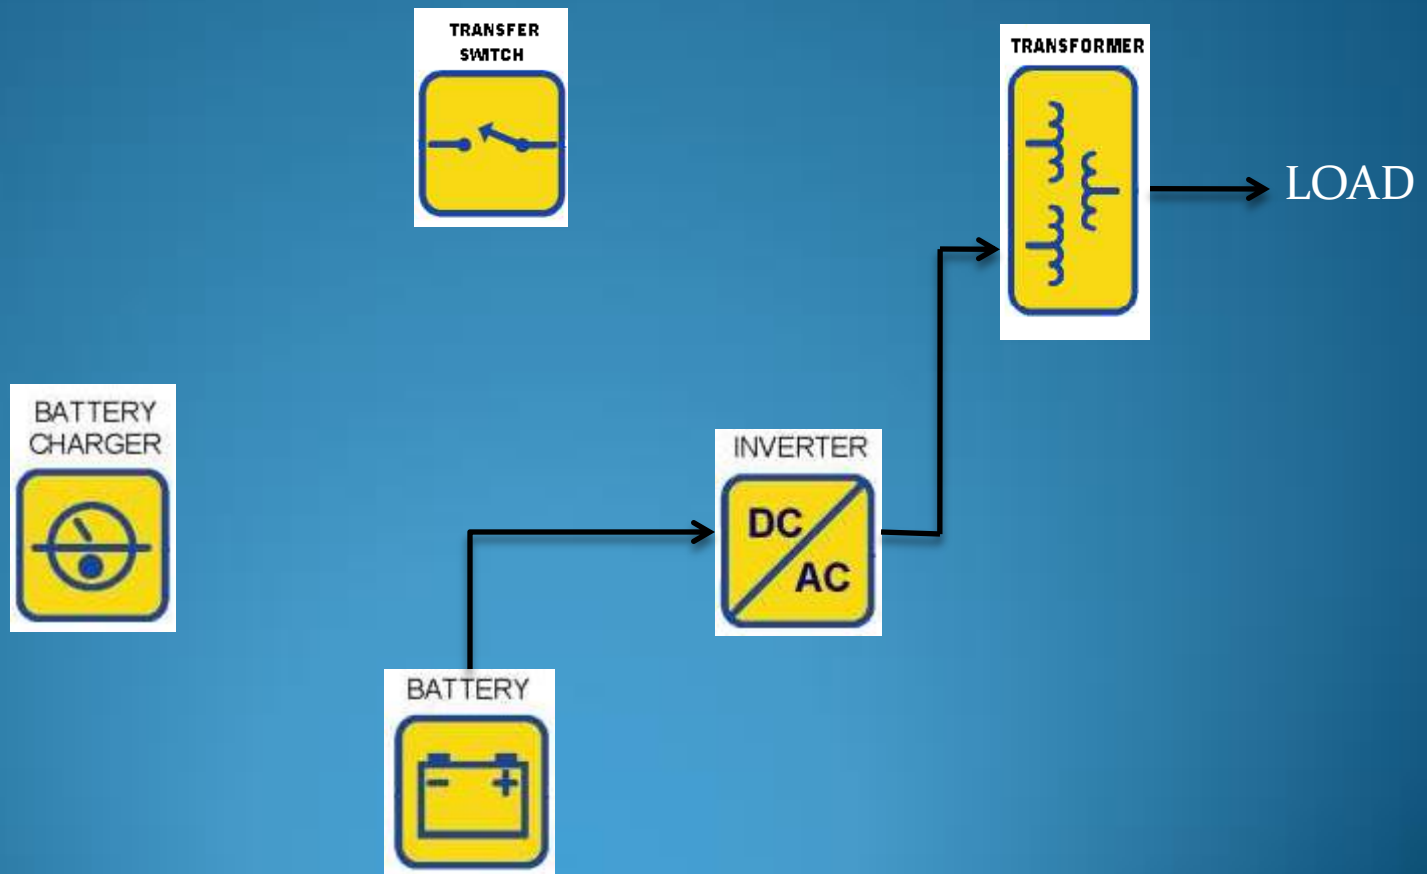 TRANSFER
SWITCH
TRANSFORMER
LOAD
BATTERY
CHARGER
INVERTER
DC
AC
BATTERY
- +